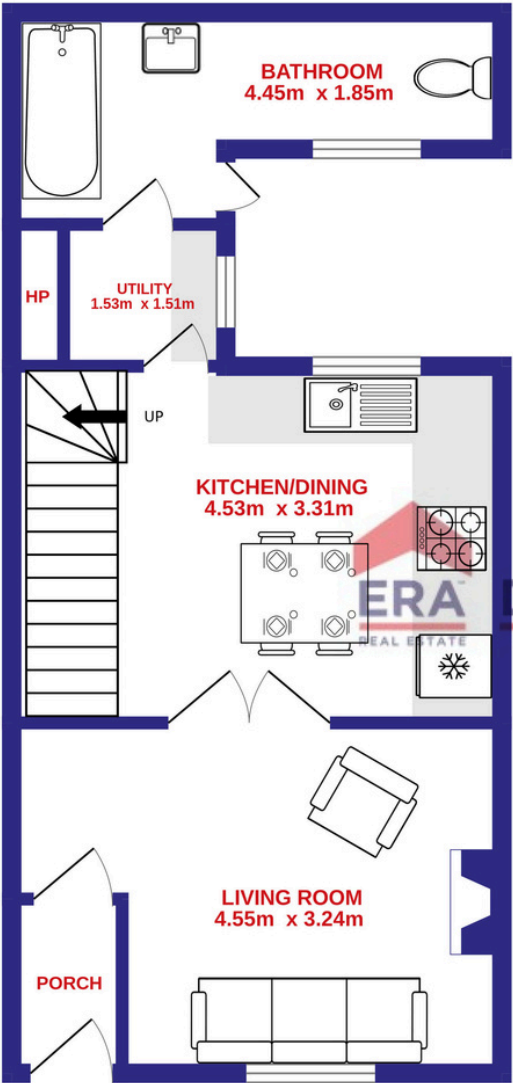 BATHROOM
4.45m x 1.85m
UTILITY
1.53m x 1.51m
HP
UP
KITCHEN/DINING
4.53m x 3.31m
ERA
REAL ESTATE
LIVING ROOM
4.55m x 3.24m
PORCH